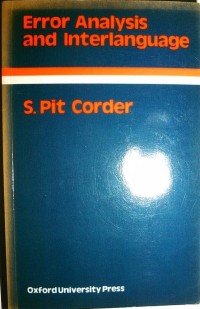 Error Analysis
and Interlanguage
S. Pit Corder
Oxford University Press